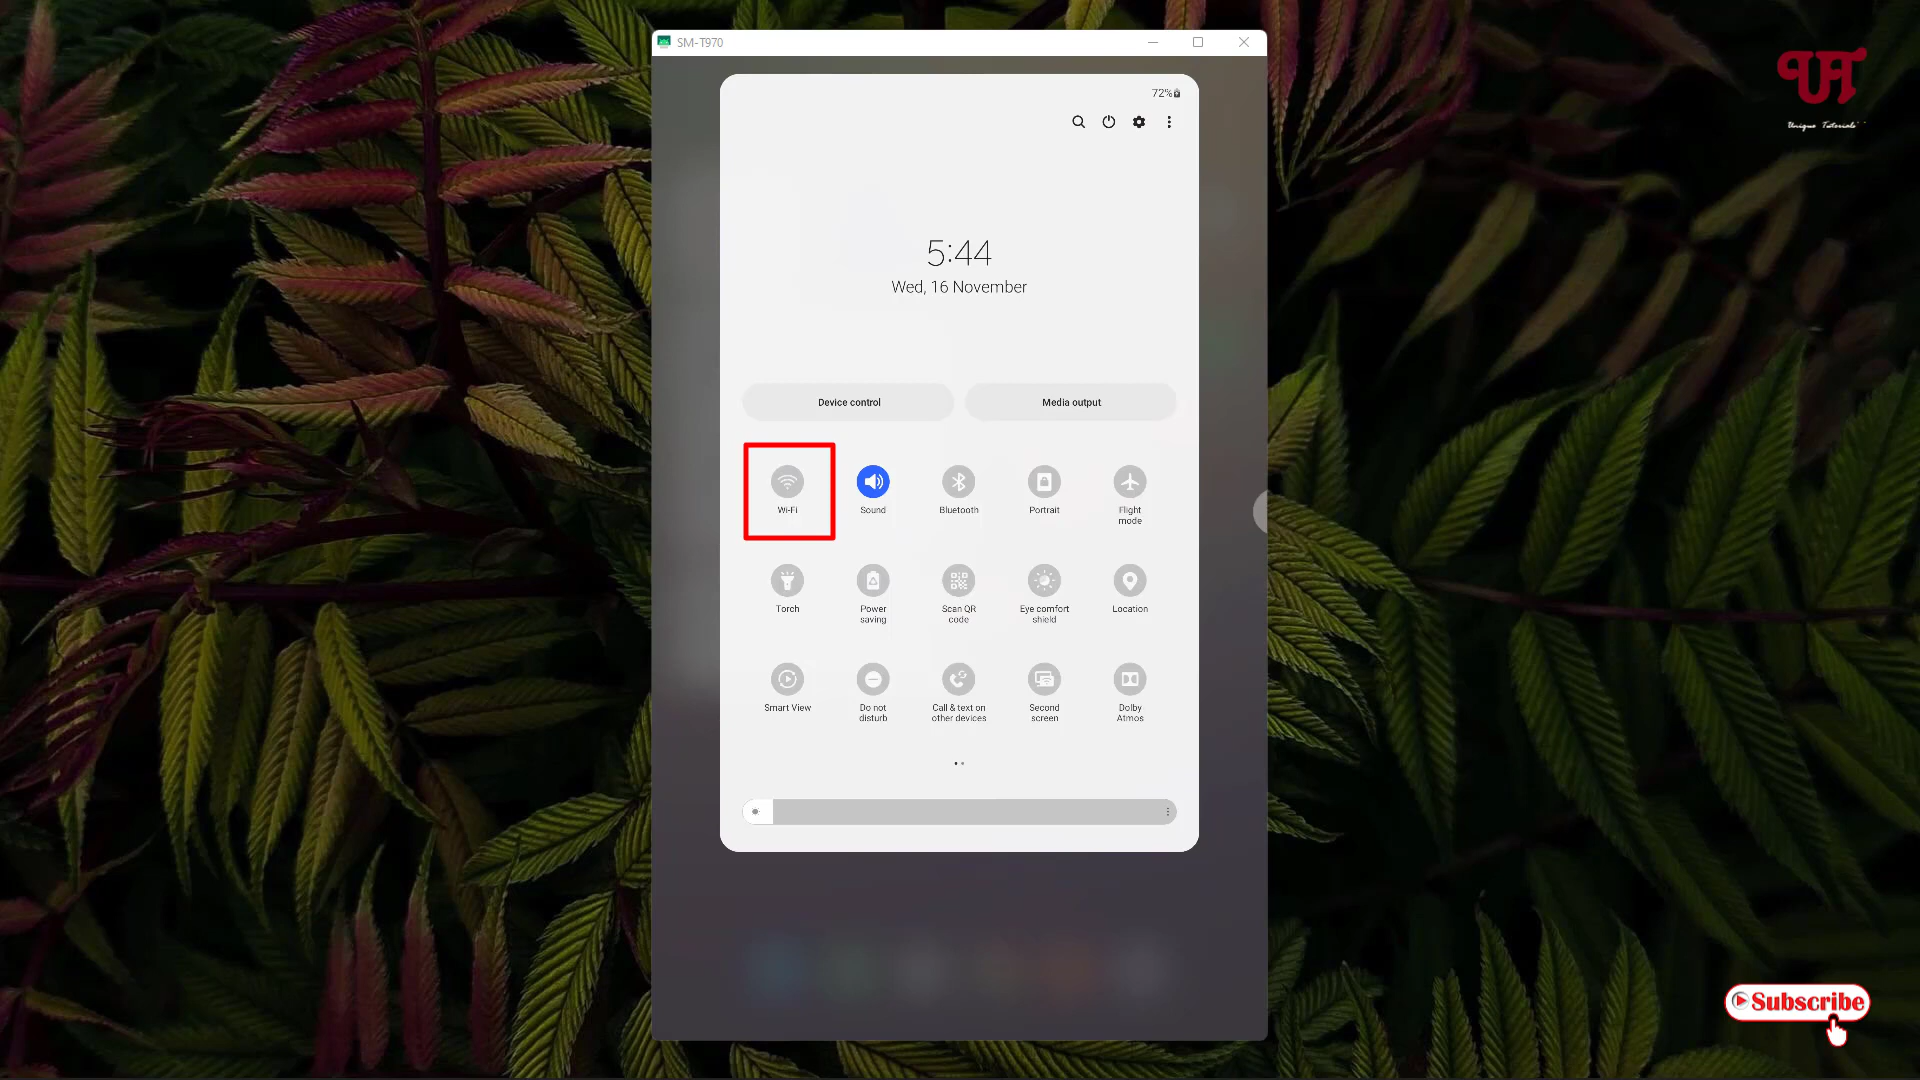 SM-T970
72%
Unique Tutorials
5:44
Wed, 16 November
Device control
Media output
Wi-Fi
Sound
Bluetooth
Portrait
Flight
mode
Torch
Power
saving
Scan QR
code
Eye comfort
shield
Location
Smart View
Do not
disturb
Call & text on
other devices
Second
screen
Dolby
Atmos
Subscribe